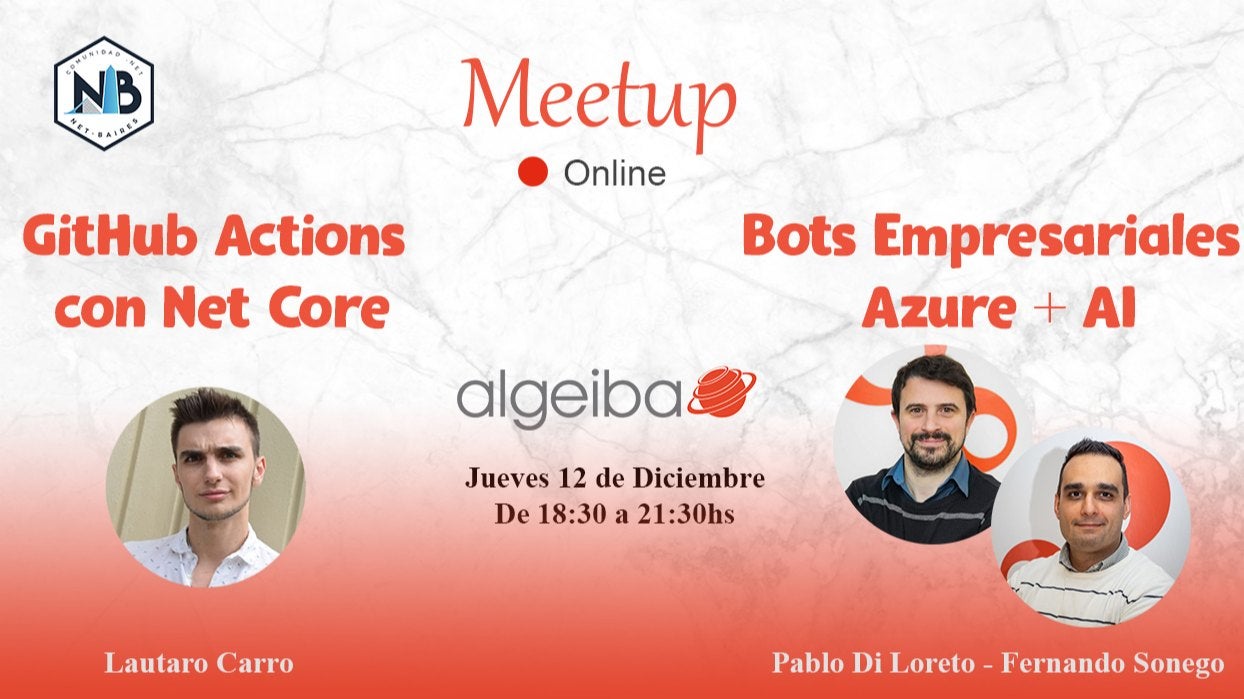 COMUNIDAD .NET
NB
NET-BAIRES
Meetup
Online
GitHub Actions
con Net Core
Bots Empresariales
Azure + AI
algeiba
Jueves 12 de Diciembre
De 18:30 a 21:30hs
Lautaro Carro
Pablo Di Loreto - Fernando Sonego